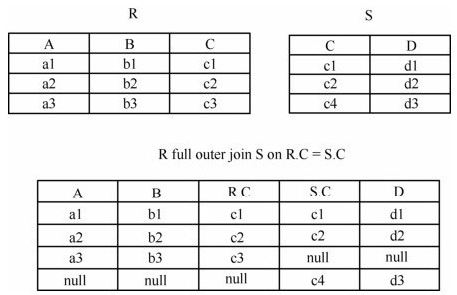 R S
A B C C D
a1 b1 c1 c1 d1
a2 b2 c2 c2 d2
a3 b3 c3 c4 d3
R full outer join S on R.C = S.C
A B R.C S.C D
a1 b1 c1 c1 d1
a2 b2 c2 c2 d2
a3 b3 c3 null null
null null null c4 d3